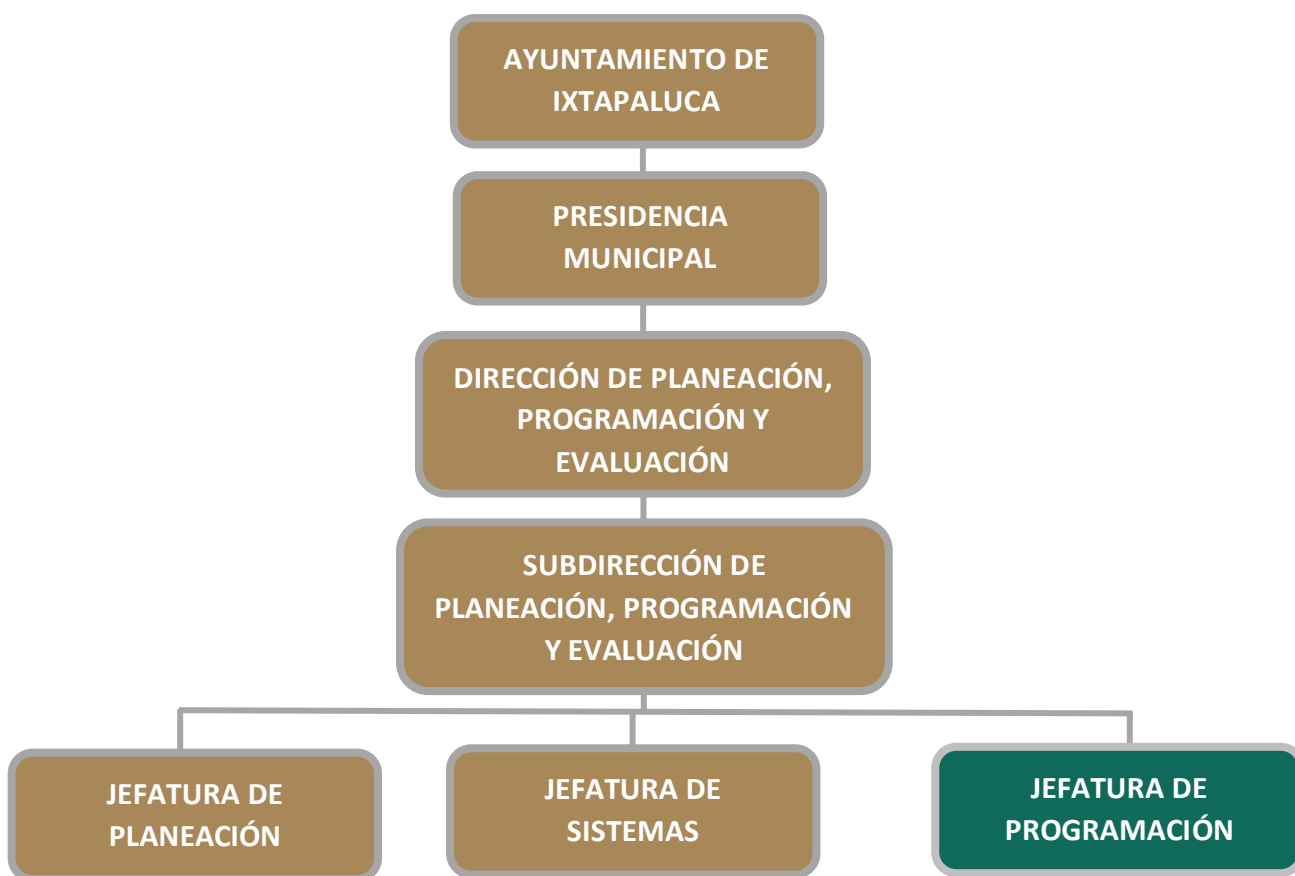 AYUNTAMIENTO DE
IXTAPALUCA
PRESIDENCIA
MUNICIPAL
DIRECCIÓN DE PLANEACIÓN,
PROGRAMACIÓN Y
EVALUACIÓN
SUBDIRECCIÓN DE
PLANEACIÓN, PROGRAMACIÓN
Y EVALUACIÓN
JEFATURA DE
PLANEACIÓN
JEFATURA DE
SISTEMAS
JEFATURA DE
PROGRAMACIÓN